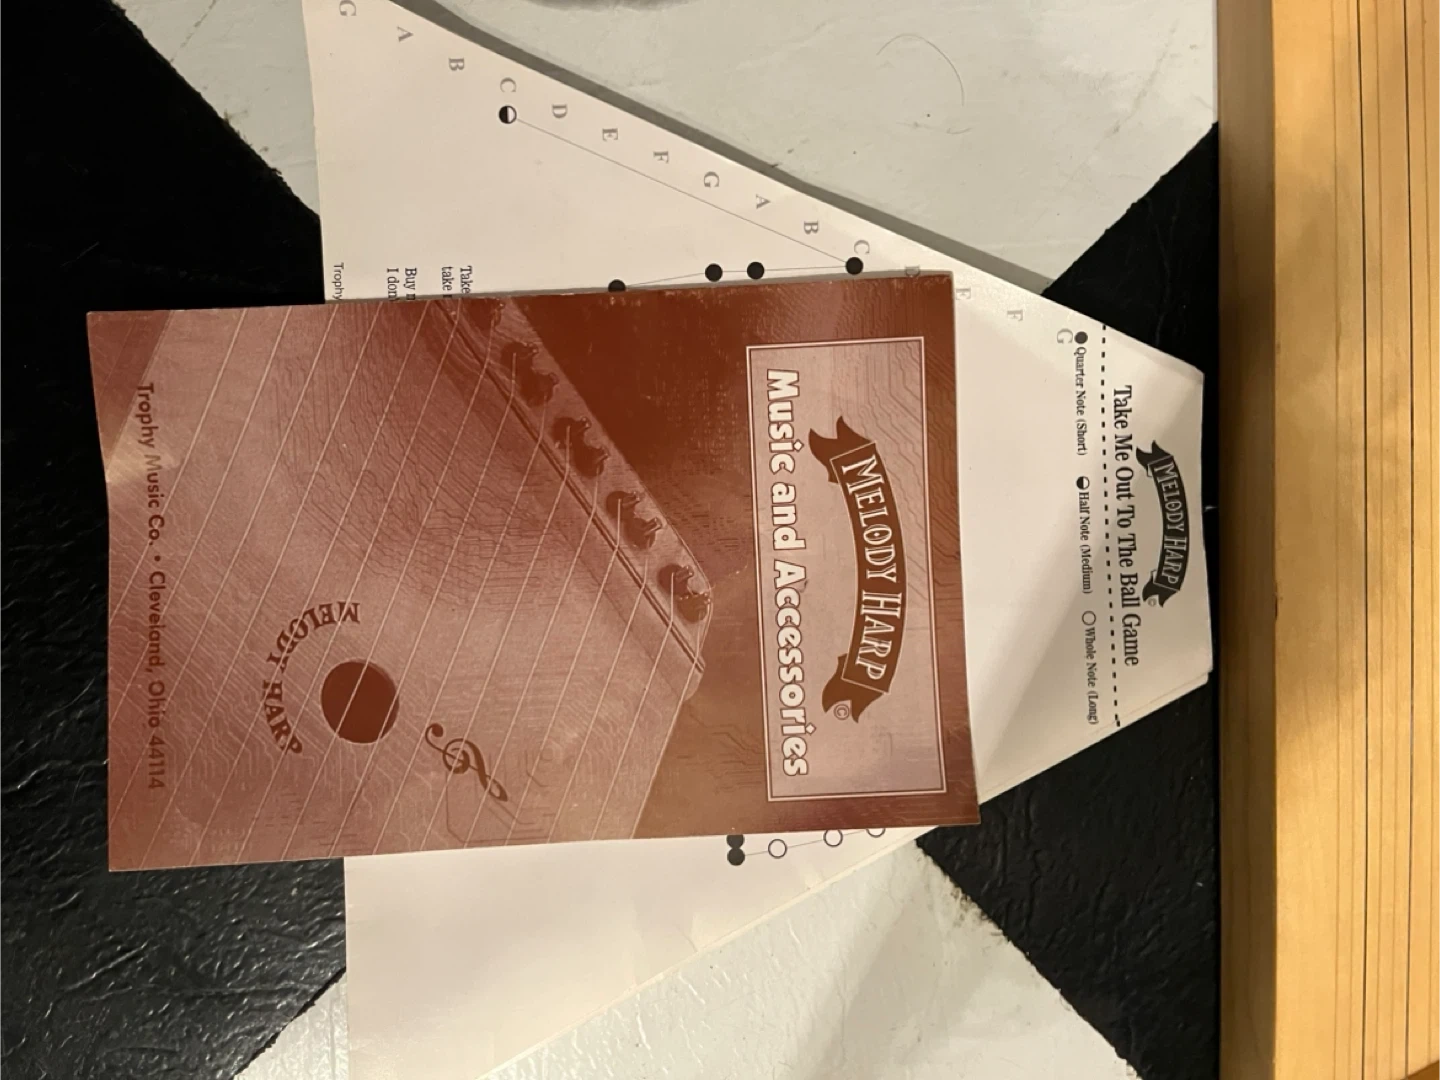 MELODY HARP©
Take Me Out To The Ball Game
Quarter Note (Short) Half Note (Medium) Whole Note (Long)
G
F
E
D
C
B
A
G
F
E
D
C
B
A
G
Take
take
Buy
I don
Trophy
MELODY HARP©
Music and Accessories
MELODY HARP
Trophy Music Co. • Cleveland, Ohio 44114